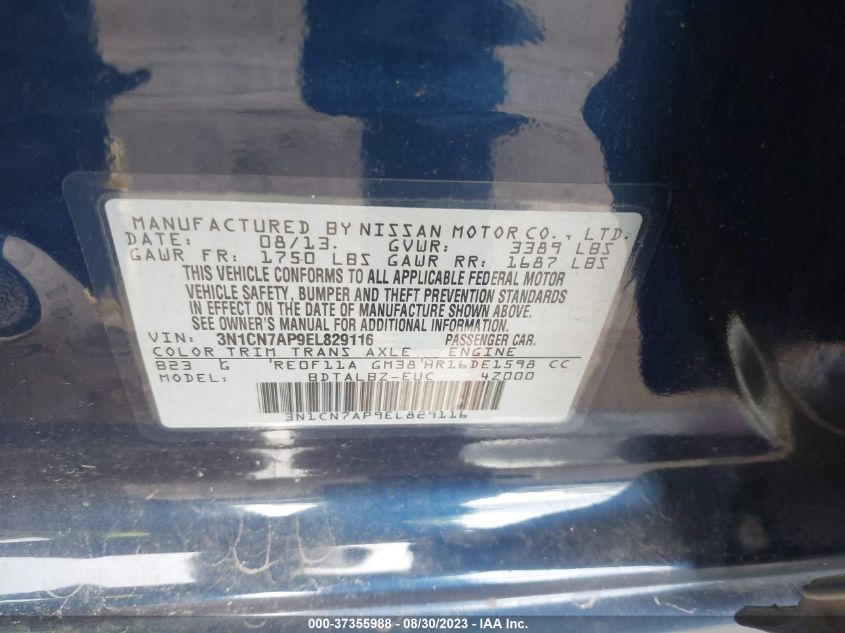 MANUFACTURED BY NISSAN MOTOR CO., LTD.
DATE: 08/13. GVWR: 3389 LBS
GAWR FR: 1750 LBS GAWR RR: 1687 LBS
THIS VEHICLE CONFORMS TO ALL APPLICABLE FEDERAL MOTOR
VEHICLE SAFETY, BUMPER AND THEFT PREVENTION STANDARDS
IN EFFECT ON THE DATE OF MANUFACTURE SHOWN ABOVE.
SEE OWNER'S MANUAL FOR ADDITIONAL INFORMATION.
VIN: 3N1CN7AP9EL829116 PASSENGER CAR.
COLOR TRIM TRANS AXLE ENGINE
B23 G RE0F11A GM38 HR16DE1598 CC
MODEL: BDTALBZ-EUC 4Z000
3N1CN7AP9EL829116
000-37355988 - 08/30/2023 - IAA Inc.